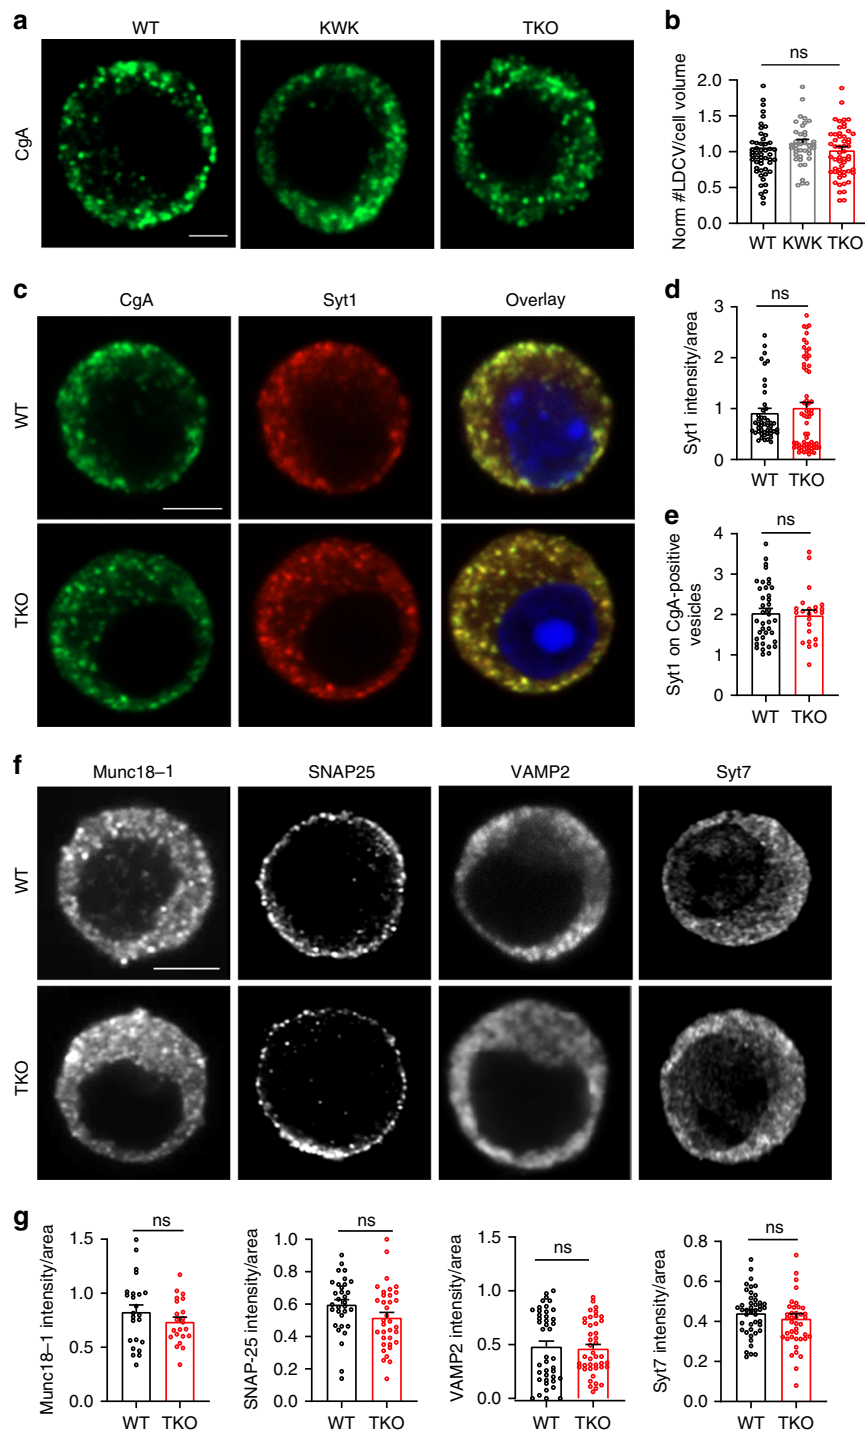 a
WT KWK TKO
CgA
b
ns
Norm #LDCV/cell volume
2.0
1.5
1.0
0.5
0.0
WT KWK TKO
c
CgA Syt1 Overlay
WT
TKO
d
ns
Syt1 intensity/area
3
2
1
0
WT TKO
e
ns
Syt1 on CgA-positive
vesicles
4
3
2
1
0
WT TKO
f
Munc18–1 SNAP25 VAMP2 Syt7
WT
TKO
g
Munc18–1 intensity/area
ns
1.5
1.0
0.5
0.0
WT TKO
SNAP-25 intensity/area
ns
1.0
0.8
0.6
0.4
0.2
0.0
WT TKO
VAMP2 intensity/area
ns
1.5
1.0
0.5
0.0
WT TKO
Syt7 intensity/area
ns
0.8
0.6
0.4
0.2
0
WT TKO